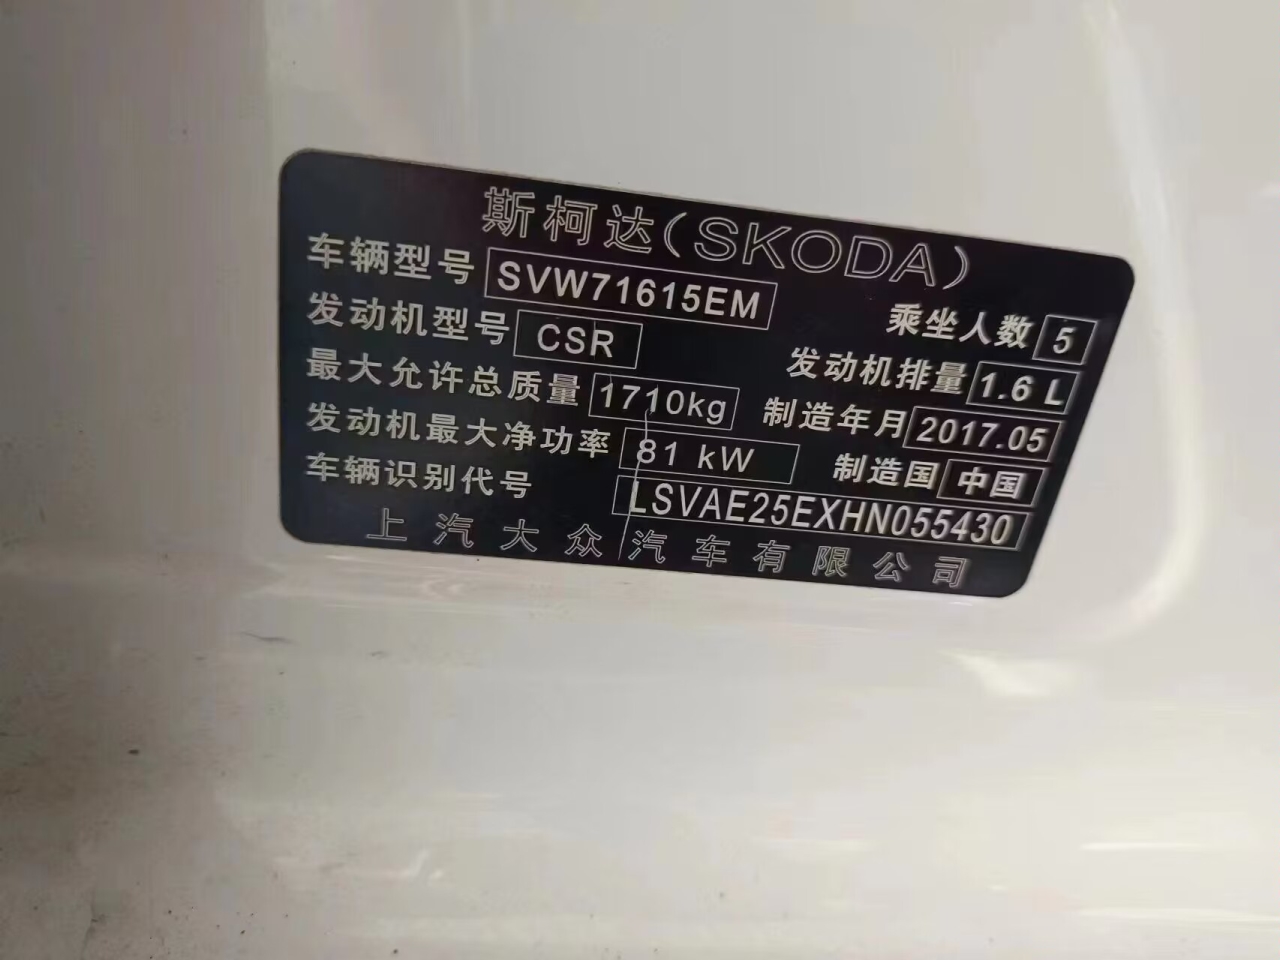 斯柯达(SKODA)
车辆型号 SVW71615EM 乘坐人数 5
发动机型号 CSR 发动机排量 1.6 L
最大允许总质量 1710kg 制造年月 2017.05
发动机最大净功率 81 kW 制造国 中国
车辆识别代号 LSVAE25EXHN055430
上汽大众汽车有限公司